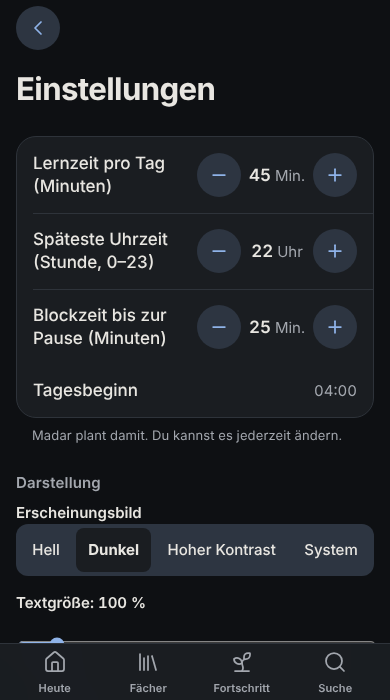 Einstellungen
Lernzeit pro Tag
(Minuten)
45 Min.
Späteste Uhrzeit
(Stunde, 0–23)
22 Uhr
Blockzeit bis zur
Pause (Minuten)
25 Min.
Tagesbeginn 04:00
Madar plant damit. Du kannst es jederzeit ändern.
Darstellung
Erscheinungsbild
Hell Dunkel Hoher Kontrast System
Textgröße: 100 %
Heute Fächer Fortschritt Suche